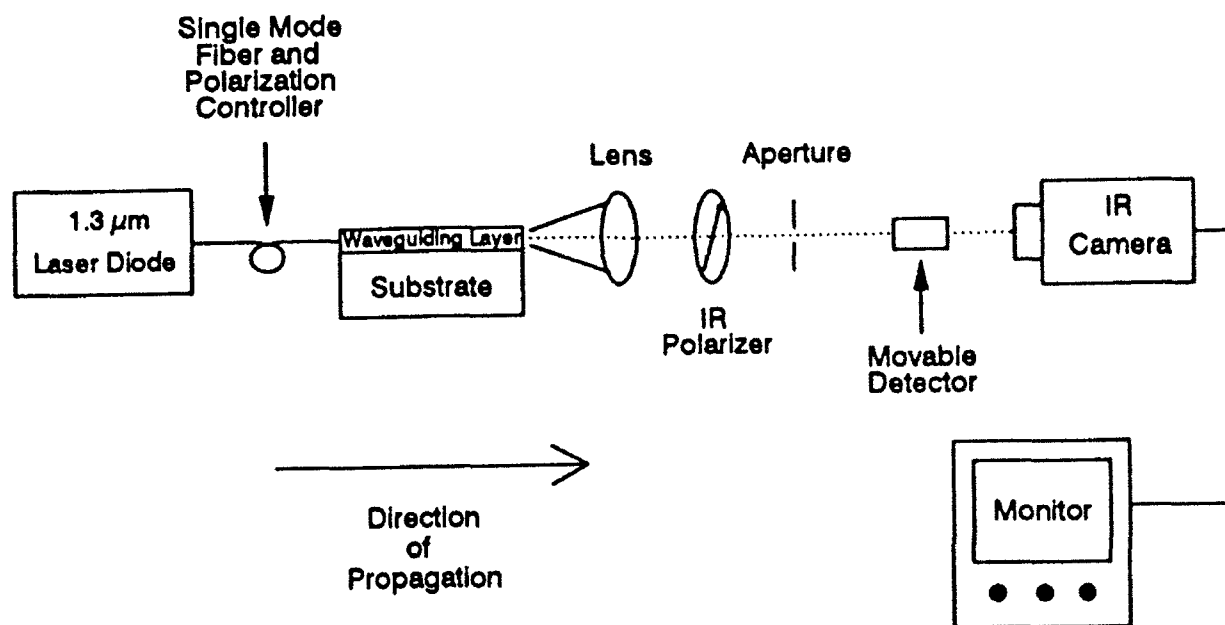 Single Mode
Fiber and
Polarization
Controller
Lens
Aperture
1.3 μm
Laser Diode
Waveguiding Layer
Substrate
IR
Camera
IR
Polarizer
Movable
Detector
Direction
of
Propagation
Monitor